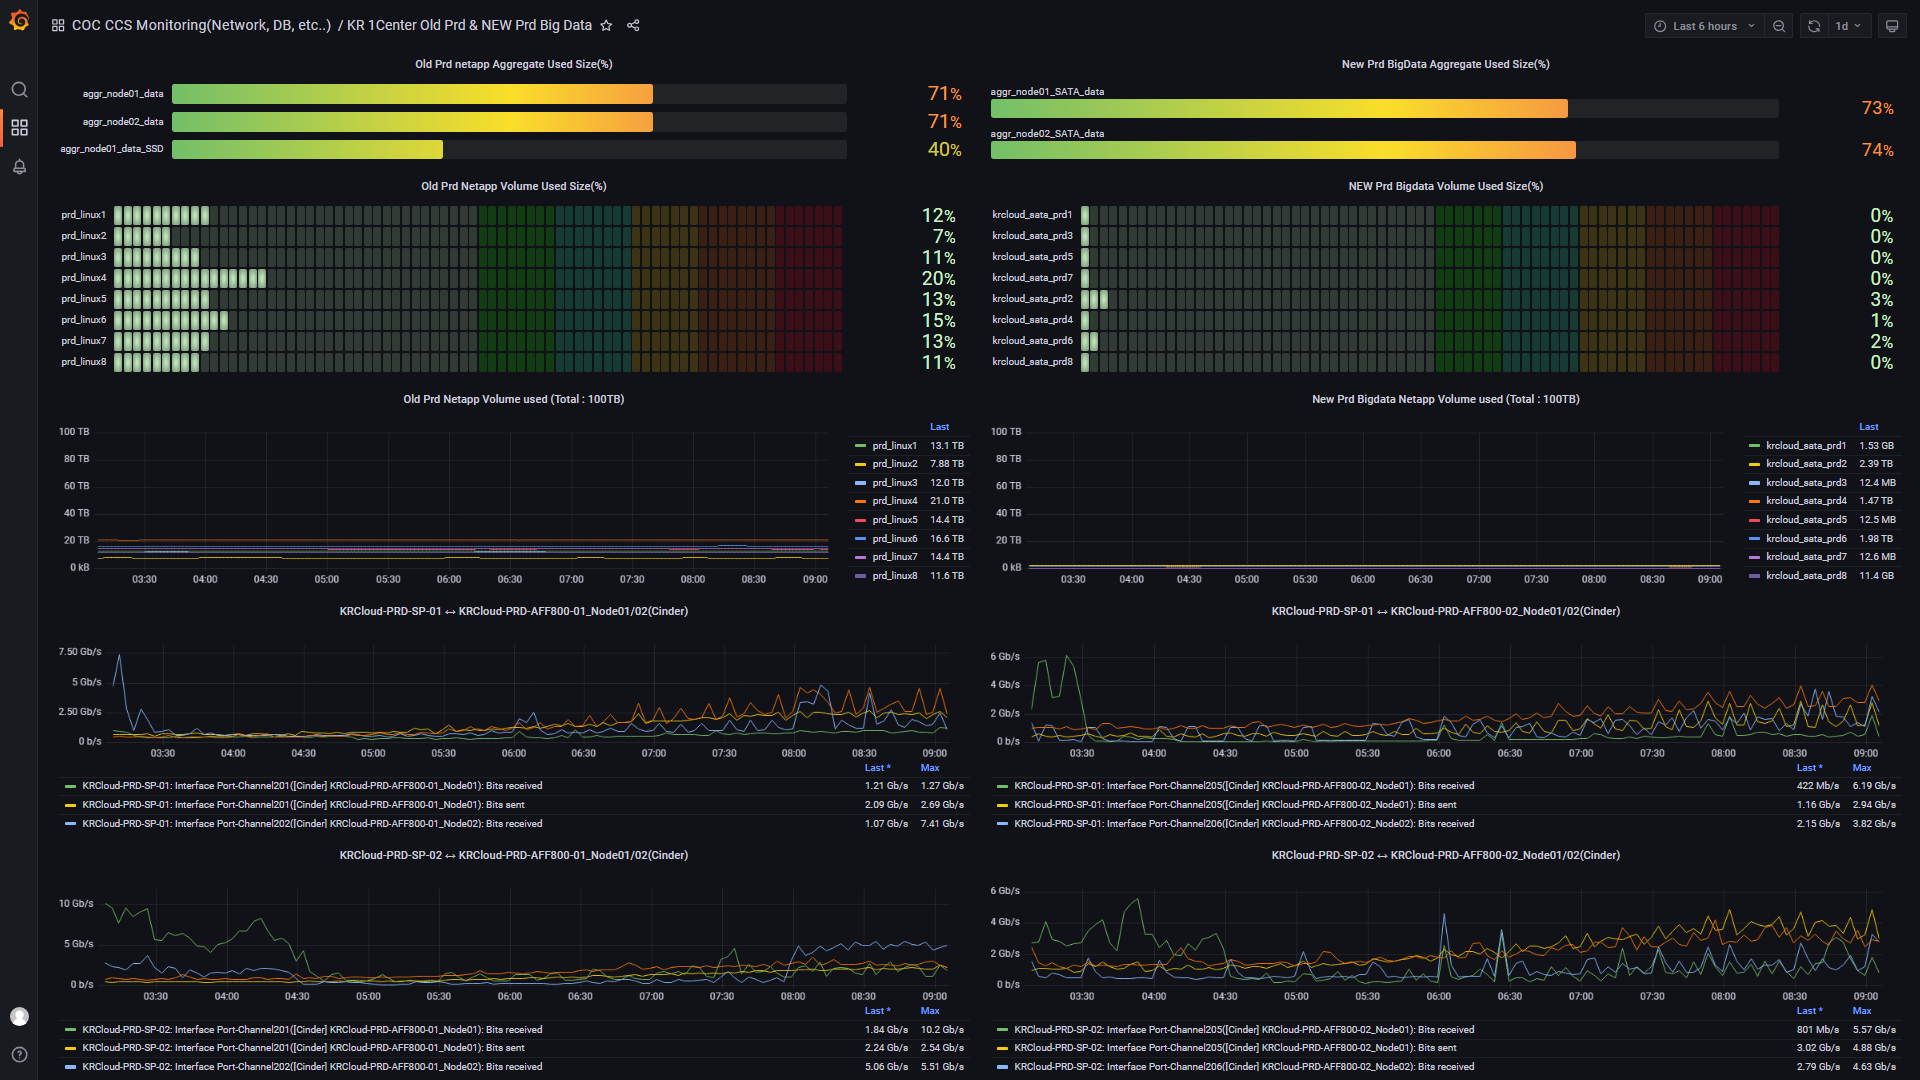 COC CCS Monitoring(Network, DB, etc..) / KR 1Center Old Prd & NEW Prd Big Data
Last 6 hours
1d
Old Prd netapp Aggregate Used Size(%)
aggr_node01_data 71%
aggr_node02_data 71%
aggr_node01_data_SSD 40%
New Prd BigData Aggregate Used Size(%)
aggr_node01_SATA_data
73%
aggr_node02_SATA_data
74%
Old Prd Netapp Volume Used Size(%)
prd_linux1 12%
prd_linux2 7%
prd_linux3 11%
prd_linux4 20%
prd_linux5 13%
prd_linux6 15%
prd_linux7 13%
prd_linux8 11%
NEW Prd Bigdata Volume Used Size(%)
krcloud_sata_prd1 0%
krcloud_sata_prd3 0%
krcloud_sata_prd5 0%
krcloud_sata_prd7 0%
krcloud_sata_prd2 3%
krcloud_sata_prd4 1%
krcloud_sata_prd6 2%
krcloud_sata_prd8 0%
Old Prd Netapp Volume used (Total : 100TB)
100 TB
80 TB
60 TB
40 TB
20 TB
0 kB
03:30 04:00 04:30 05:00 05:30 06:00 06:30 07:00 07:30 08:00 08:30 09:00
Last
prd_linux1 13.1 TB
prd_linux2 7.88 TB
prd_linux3 12.0 TB
prd_linux4 21.0 TB
prd_linux5 14.4 TB
prd_linux6 16.6 TB
prd_linux7 14.4 TB
prd_linux8 11.6 TB
New Prd Bigdata Netapp Volume used (Total : 100TB)
100 TB
80 TB
60 TB
40 TB
20 TB
0 kB
03:30 04:00 04:30 05:00 05:30 06:00 06:30 07:00 07:30 08:00 08:30 09:00
Last
krcloud_sata_prd1 1.53 GB
krcloud_sata_prd2 2.39 TB
krcloud_sata_prd3 12.4 MB
krcloud_sata_prd4 1.47 TB
krcloud_sata_prd5 12.5 MB
krcloud_sata_prd6 1.98 TB
krcloud_sata_prd7 12.6 MB
krcloud_sata_prd8 11.4 GB
KRCloud-PRD-SP-01 ↔ KRCloud-PRD-AFF800-01_Node01/02(Cinder)
7.50 Gb/s
5 Gb/s
2.50 Gb/s
0 b/s
03:30 04:00 04:30 05:00 05:30 06:00 06:30 07:00 07:30 08:00 08:30 09:00
Last * Max
KRCloud-PRD-SP-01: Interface Port-Channel201([Cinder] KRCloud-PRD-AFF800-01_Node01): Bits received 1.21 Gb/s 1.27 Gb/s
KRCloud-PRD-SP-01: Interface Port-Channel201([Cinder] KRCloud-PRD-AFF800-01_Node01): Bits sent 2.09 Gb/s 2.69 Gb/s
KRCloud-PRD-SP-01: Interface Port-Channel202([Cinder] KRCloud-PRD-AFF800-01_Node02): Bits received 1.07 Gb/s 7.41 Gb/s
KRCloud-PRD-SP-01 ↔ KRCloud-PRD-AFF800-02_Node01/02(Cinder)
6 Gb/s
4 Gb/s
2 Gb/s
0 b/s
03:30 04:00 04:30 05:00 05:30 06:00 06:30 07:00 07:30 08:00 08:30 09:00
Last * Max
KRCloud-PRD-SP-01: Interface Port-Channel205([Cinder] KRCloud-PRD-AFF800-02_Node01): Bits received 422 Mb/s 6.19 Gb/s
KRCloud-PRD-SP-01: Interface Port-Channel205([Cinder] KRCloud-PRD-AFF800-02_Node01): Bits sent 1.16 Gb/s 2.94 Gb/s
KRCloud-PRD-SP-01: Interface Port-Channel206([Cinder] KRCloud-PRD-AFF800-02_Node02): Bits received 2.15 Gb/s 3.82 Gb/s
KRCloud-PRD-SP-02 ↔ KRCloud-PRD-AFF800-01_Node01/02(Cinder)
10 Gb/s
5 Gb/s
0 b/s
03:30 04:00 04:30 05:00 05:30 06:00 06:30 07:00 07:30 08:00 08:30 09:00
Last * Max
KRCloud-PRD-SP-02: Interface Port-Channel201([Cinder] KRCloud-PRD-AFF800-01_Node01): Bits received 1.84 Gb/s 10.2 Gb/s
KRCloud-PRD-SP-02: Interface Port-Channel201([Cinder] KRCloud-PRD-AFF800-01_Node01): Bits sent 2.24 Gb/s 2.54 Gb/s
KRCloud-PRD-SP-02: Interface Port-Channel202([Cinder] KRCloud-PRD-AFF800-01_Node02): Bits received 5.06 Gb/s 5.51 Gb/s
KRCloud-PRD-SP-02 ↔ KRCloud-PRD-AFF800-02_Node01/02(Cinder)
6 Gb/s
4 Gb/s
2 Gb/s
0 b/s
03:30 04:00 04:30 05:00 05:30 06:00 06:30 07:00 07:30 08:00 08:30 09:00
Last * Max
KRCloud-PRD-SP-02: Interface Port-Channel205([Cinder] KRCloud-PRD-AFF800-02_Node01): Bits received 801 Mb/s 5.57 Gb/s
KRCloud-PRD-SP-02: Interface Port-Channel205([Cinder] KRCloud-PRD-AFF800-02_Node01): Bits sent 3.02 Gb/s 4.88 Gb/s
KRCloud-PRD-SP-02: Interface Port-Channel206([Cinder] KRCloud-PRD-AFF800-02_Node02): Bits received 2.79 Gb/s 4.63 Gb/s